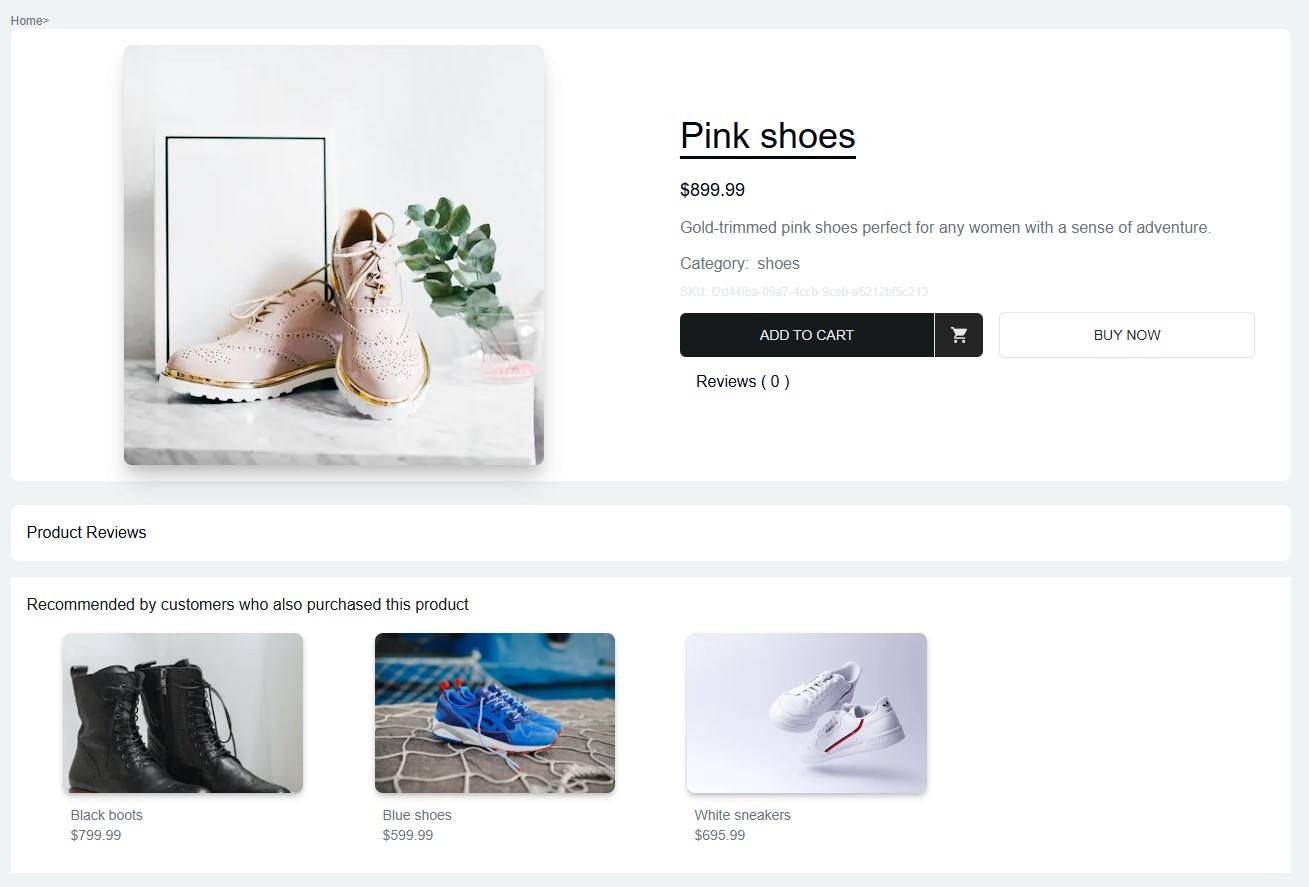 Home>
Pink shoes
$899.99
Gold-trimmed pink shoes perfect for any women with a sense of adventure.
Category: shoes
SKU: f2d44fba-09a7-4ccb-9ceb-a6212bf5c213
ADD TO CART
BUY NOW
Reviews ( 0 )
Product Reviews
Recommended by customers who also purchased this product
Black boots
$799.99
Blue shoes
$599.99
White sneakers
$695.99